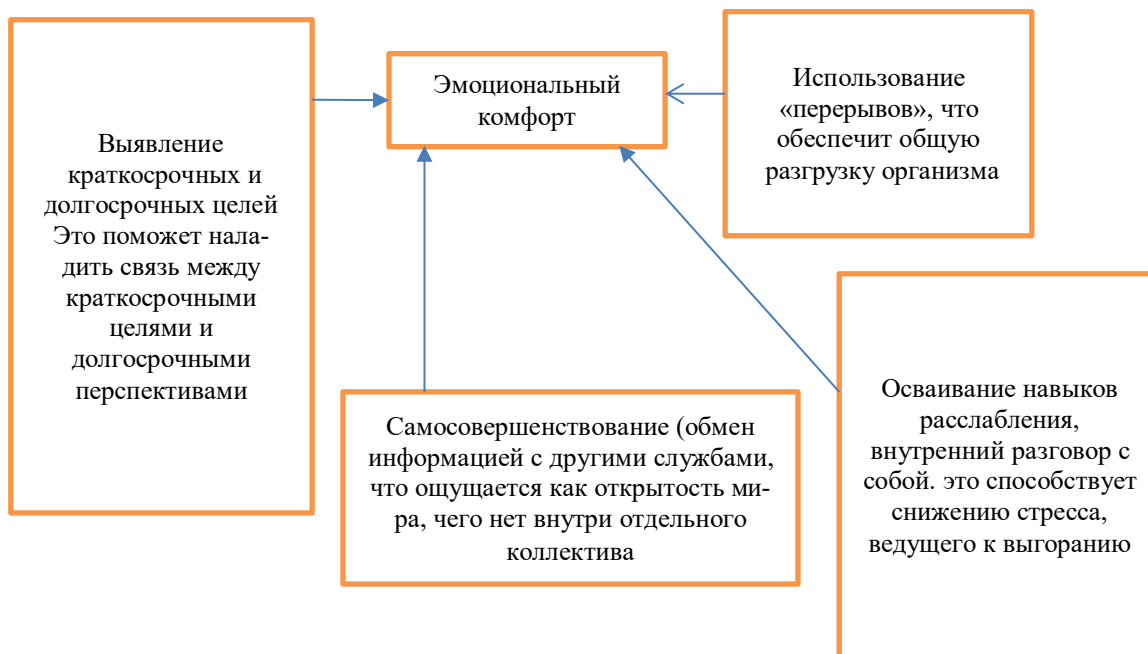 Эмоциональный
комфорт
Использование
«перерывов», что
обеспечит общую
разгрузку организма
Выявление
краткосрочных и
долгосрочных целей
Это поможет нала-
дить связь между
краткосрочными
целями и
долгосрочными
перспективами
Самосовершенствование (обмен
информацией с другими службами,
что ощущается как открытость ми-
ра, чего нет внутри отдельного
коллектива
Осваивание навыков
расслабления,
внутренний разговор с
собой. это способствует
снижению стресса,
ведущего к выгоранию